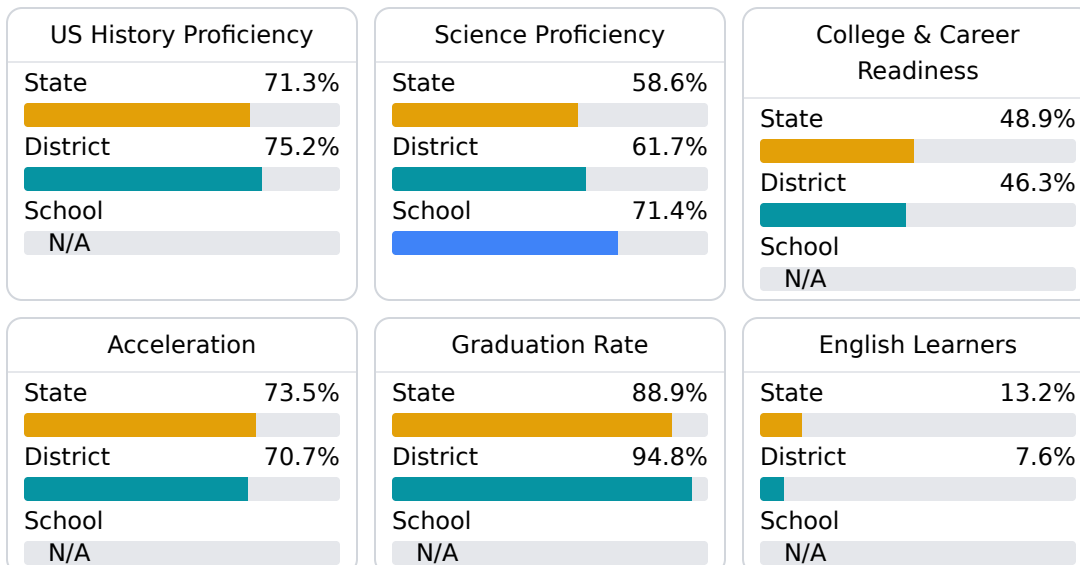 US History Proficiency
State 71.3%
District 75.2%
School
N/A
Science Proficiency
State 58.6%
District 61.7%
School 71.4%
College & Career
Readiness
State 48.9%
District 46.3%
School
N/A
Acceleration
State 73.5%
District 70.7%
School
N/A
Graduation Rate
State 88.9%
District 94.8%
School
N/A
English Learners
State 13.2%
District 7.6%
School
N/A